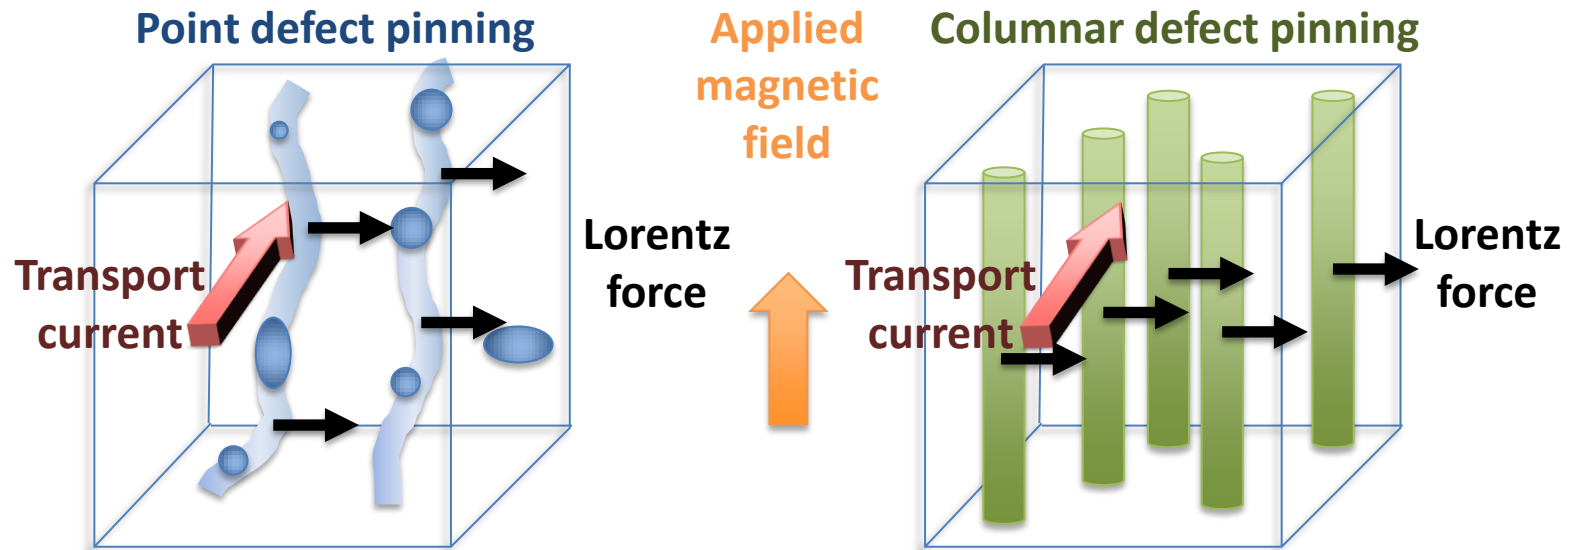 Point defect pinning
Applied
magnetic
field
Columnar defect pinning
Transport
current
Lorentz
force
Transport
current
Lorentz
force